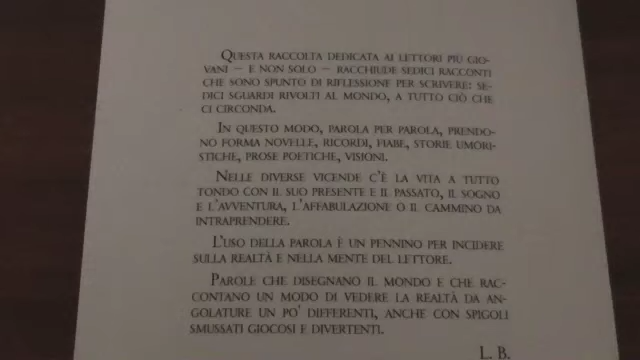 QUESTA RACCOLTA DEDICATA AI LETTORI PIÙ GIO-
VANI – E NON SOLO – RACCHIUDE SEDICI RACCONTI
CHE SONO SPUNTO DI RIFLESSIONE PER SCRIVERE: SE-
DICI SGUARDI RIVOLTI AL MONDO, A TUTTO CIÒ CHE
CI CIRCONDA.
IN QUESTO MODO, PAROLA PER PAROLA, PRENDO-
NO FORMA NOVELLE, RICORDI, FIABE, STORIE UMORI-
STICHE, PROSE POETICHE, VISIONI.
NELLE DIVERSE VICENDE C'È LA VITA A TUTTO
TONDO CON IL SUO PRESENTE E IL PASSATO, IL SOGNO
E L'AVVENTURA, L'AFFABULAZIONE O IL CAMMINO DA
INTRAPRENDERE.
L'USO DELLA PAROLA È UN PENNINO PER INCIDERE
SULLA REALTÀ E NELLA MENTE DEL LETTORE.
PAROLE CHE DISEGNANO IL MONDO E CHE RAC-
CONTANO UN MODO DI VEDERE LA REALTÀ DA AN-
GOLATURE UN PO' DIFFERENTI, ANCHE CON SPIGOLI
SMUSSATI GIOCOSI E DIVERTENTI.
L. B.